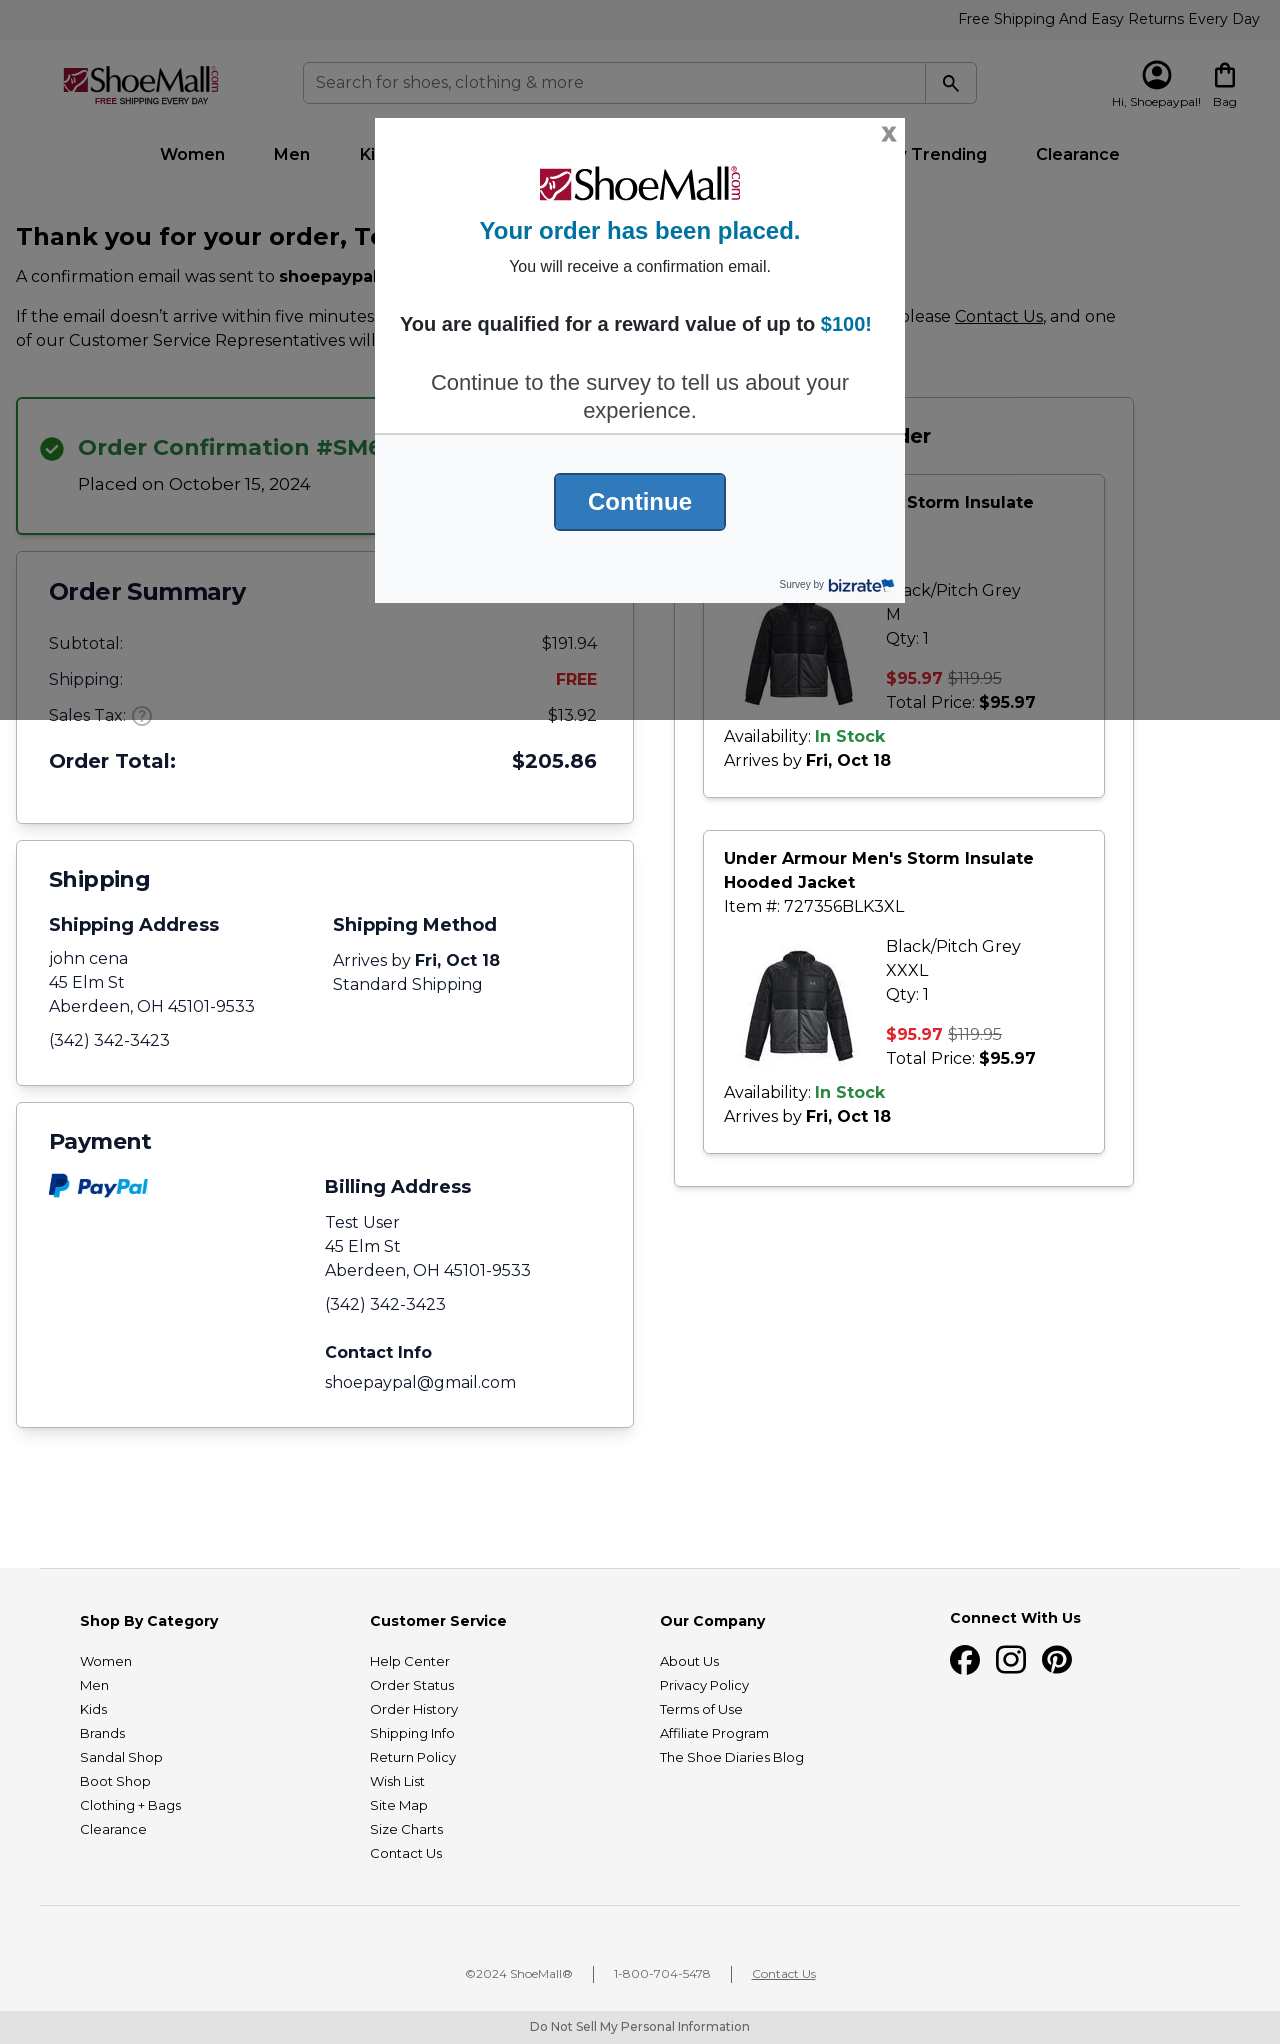 Free Shipping And Easy Returns Every Day
ShoeMall.com
FREE SHIPPING EVERY DAY
Search for shoes, clothing & more
Hi, Shoepaypal!
Bag
Women
Men
Trending
Clearance
X
ShoeMall.com
Your order has been placed.
You will receive a confirmation email.
You are qualified for a reward value of up to $100!
Continue to the survey to tell us about your
experience.
Continue
Survey by bizrate
Thank you for your order,
A confirmation email was sent to shoepaypal
If the email doesn’t arrive within five minutes
please Contact Us, and one
of our Customer Service Representatives will
Order Confirmation #SM6
Placed on October 15, 2024
Order Summary
Subtotal: $191.94
Shipping: FREE
Sales Tax: ? $13.92
Order Total: $205.86
Shipping
Shipping Address
john cena
45 Elm St
Aberdeen, OH 45101-9533
(342) 342-3423
Shipping Method
Arrives by Fri, Oct 18
Standard Shipping
Payment
PayPal
Billing Address
Test User
45 Elm St
Aberdeen, OH 45101-9533
(342) 342-3423
Contact Info
shoepaypal@gmail.com
Storm Insulate
Black/Pitch Grey
M
Qty: 1
$95.97 $119.95
Total Price: $95.97
Availability: In Stock
Arrives by Fri, Oct 18
Under Armour Men's Storm Insulate
Hooded Jacket
Item #: 727356BLK3XL
Black/Pitch Grey
XXXL
Qty: 1
$95.97 $119.95
Total Price: $95.97
Availability: In Stock
Arrives by Fri, Oct 18
Shop By Category
Women
Men
Kids
Brands
Sandal Shop
Boot Shop
Clothing + Bags
Clearance
Customer Service
Help Center
Order Status
Order History
Shipping Info
Return Policy
Wish List
Site Map
Size Charts
Contact Us
Our Company
About Us
Privacy Policy
Terms of Use
Affiliate Program
The Shoe Diaries Blog
Connect With Us
©2024 ShoeMall®
1-800-704-5478
Contact Us
Do Not Sell My Personal Information